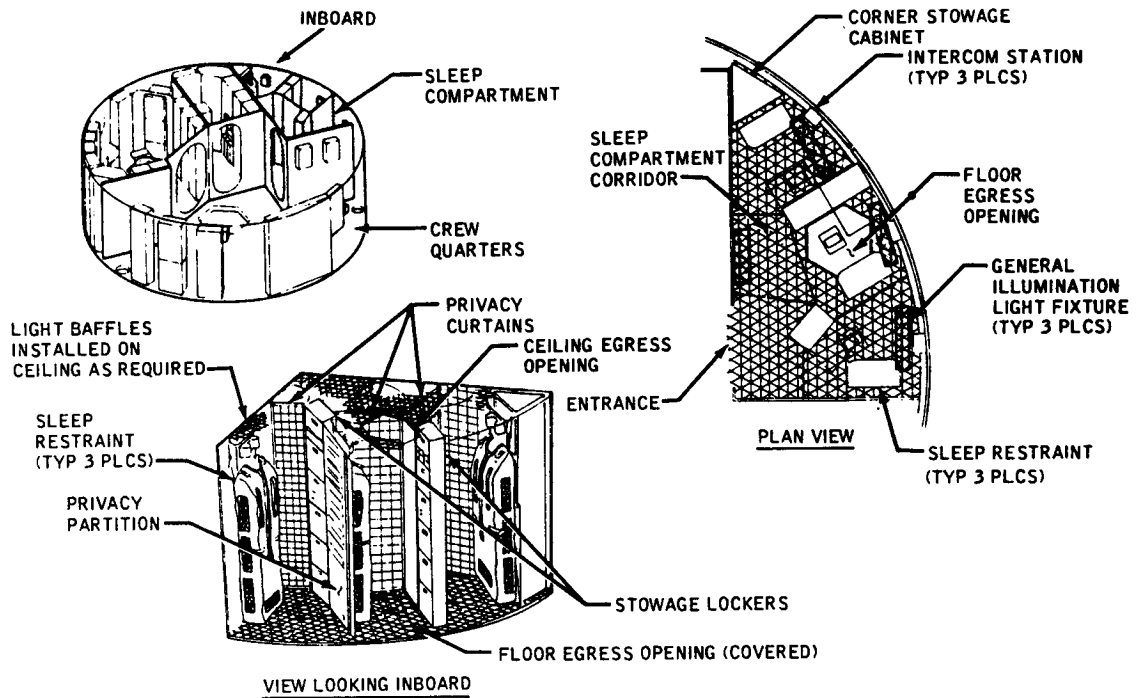 INBOARD
SLEEP
COMPARTMENT
CREW
QUARTERS
CORNER STOWAGE
CABINET
INTERCOM STATION
(TYP 3 PLCS)
SLEEP
COMPARTMENT
CORRIDOR
FLOOR
EGRESS
OPENING
GENERAL
ILLUMINATION
LIGHT FIXTURE
(TYP 3 PLCS)
ENTRANCE
PLAN VIEW
SLEEP RESTRAINT
(TYP 3 PLCS)
LIGHT BAFFLES
INSTALLED ON
CEILING AS REQUIRED
PRIVACY
CURTAINS
CEILING EGRESS
OPENING
SLEEP
RESTRAINT
(TYP 3 PLCS)
PRIVACY
PARTITION
STOWAGE LOCKERS
FLOOR EGRESS OPENING (COVERED)
VIEW LOOKING INBOARD